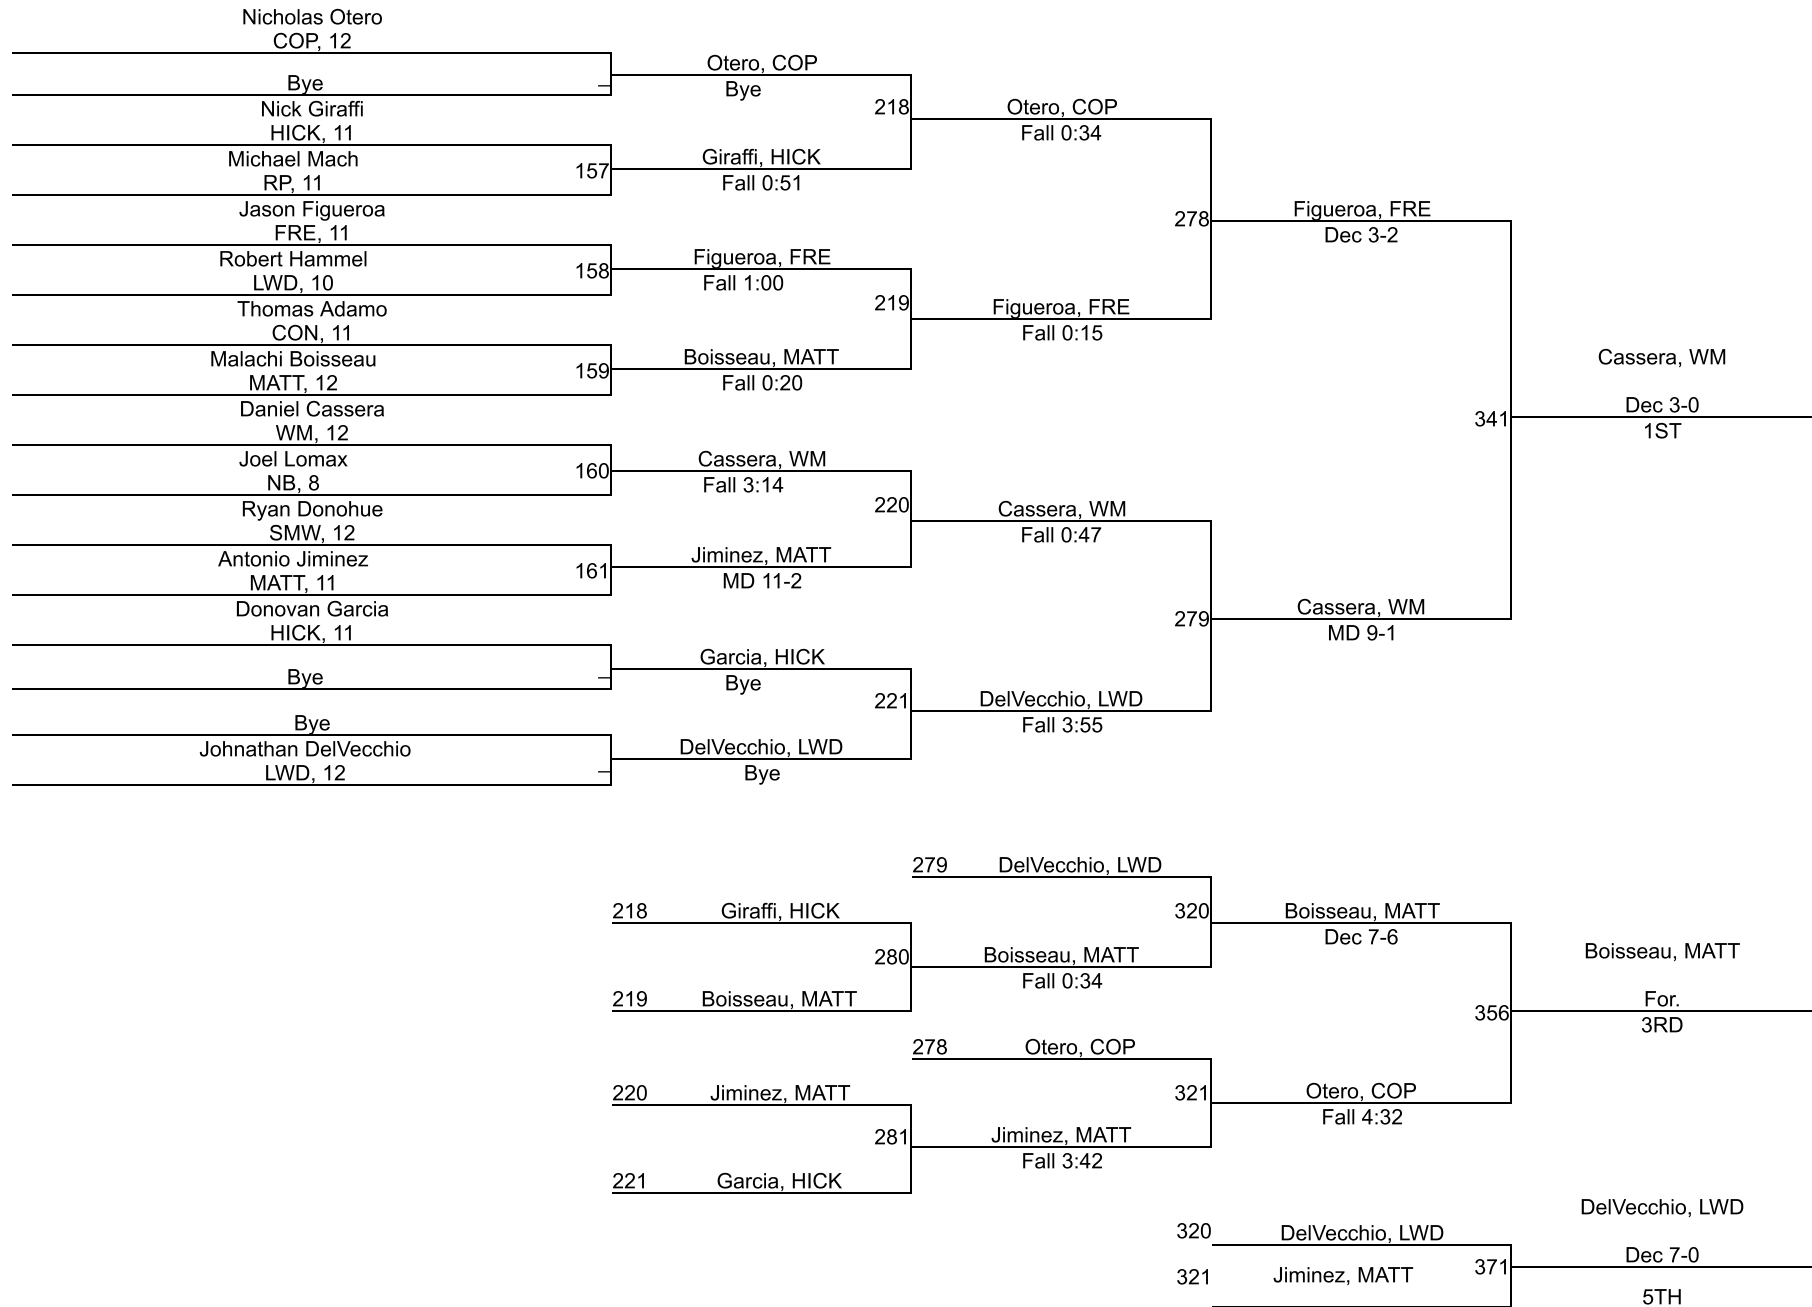 Nicholas Otero
COP, 12
Bye
Nick Giraffi
HICK, 11
Michael Mach
RP, 11
157
Jason Figueroa
FRE, 11
Robert Hammel
LWD, 10
158
Thomas Adamo
CON, 11
Malachi Boisseau
MATT, 12
159
Daniel Cassera
WM, 12
Joel Lomax
NB, 8
160
Ryan Donohue
SMW, 12
Antonio Jiminez
MATT, 11
161
Donovan Garcia
HICK, 11
Bye
Bye
Johnathan DelVecchio
LWD, 12
Otero, COP
Bye
218
Giraffi, HICK
Fall 0:51
Figueroa, FRE
Fall 1:00
219
Boisseau, MATT
Fall 0:20
Cassera, WM
Fall 3:14
220
Jiminez, MATT
MD 11-2
Garcia, HICK
Bye
221
DelVecchio, LWD
Bye
Otero, COP
Fall 0:34
278
Figueroa, FRE
Fall 0:15
Cassera, WM
Fall 0:47
279
DelVecchio, LWD
Fall 3:55
Figueroa, FRE
Dec 3-2
341
Cassera, WM
MD 9-1
Cassera, WM
Dec 3-0
1ST
279 DelVecchio, LWD
218 Giraffi, HICK
280
219 Boisseau, MATT
320
Boisseau, MATT
Fall 0:34
278 Otero, COP
220 Jiminez, MATT
281
221 Garcia, HICK
321
Jiminez, MATT
Fall 3:42
Boisseau, MATT
Dec 7-6
356
Otero, COP
Fall 4:32
Boisseau, MATT
For.
3RD
320 DelVecchio, LWD
321 Jiminez, MATT
371
DelVecchio, LWD
Dec 7-0
5TH